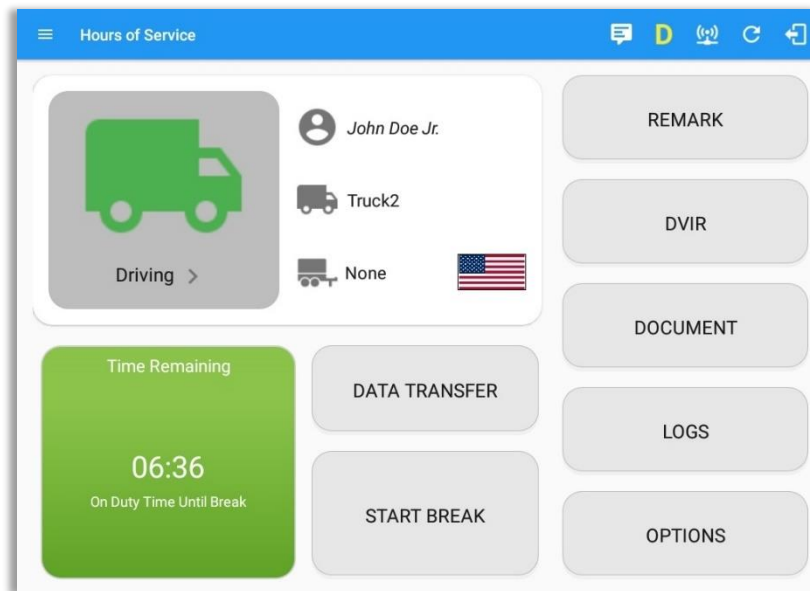 Hours of Service
D
John Doe Jr.
Truck2
None
Driving
REMARK
DVIR
DOCUMENT
LOGS
OPTIONS
Time Remaining
06:36
On Duty Time Until Break
DATA TRANSFER
START BREAK